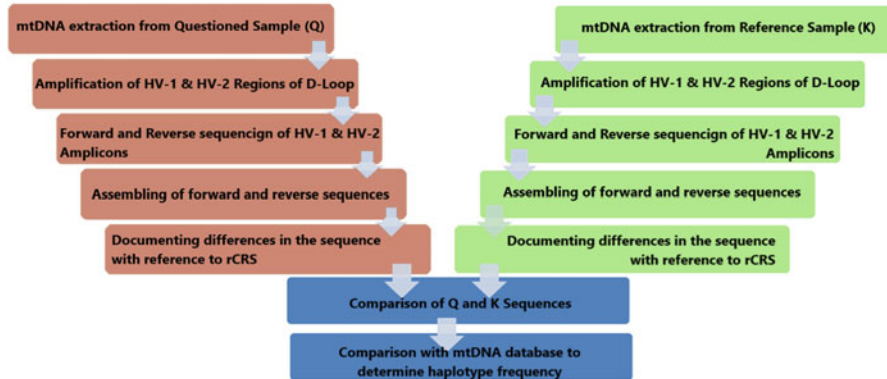 mtDNA extraction from Questioned Sample (Q)
Amplification of HV-1 & HV-2 Regions of D-Loop
Forward and Reverse sequencign of HV-1 & HV-2
Amplicons
Assembling of forward and reverse sequences
Documenting differences in the sequence
with reference to rCRS
mtDNA extraction from Reference Sample (K)
Amplification of HV-1 & HV-2 Regions of D-Loop
Forward and Reverse sequencign of HV-1 & HV-2
Amplicons
Assembling of forward and reverse sequences
Documenting differences in the sequence
with reference to rCRS
Comparison of Q and K Sequences
Comparison with mtDNA database to
determine haplotype frequency